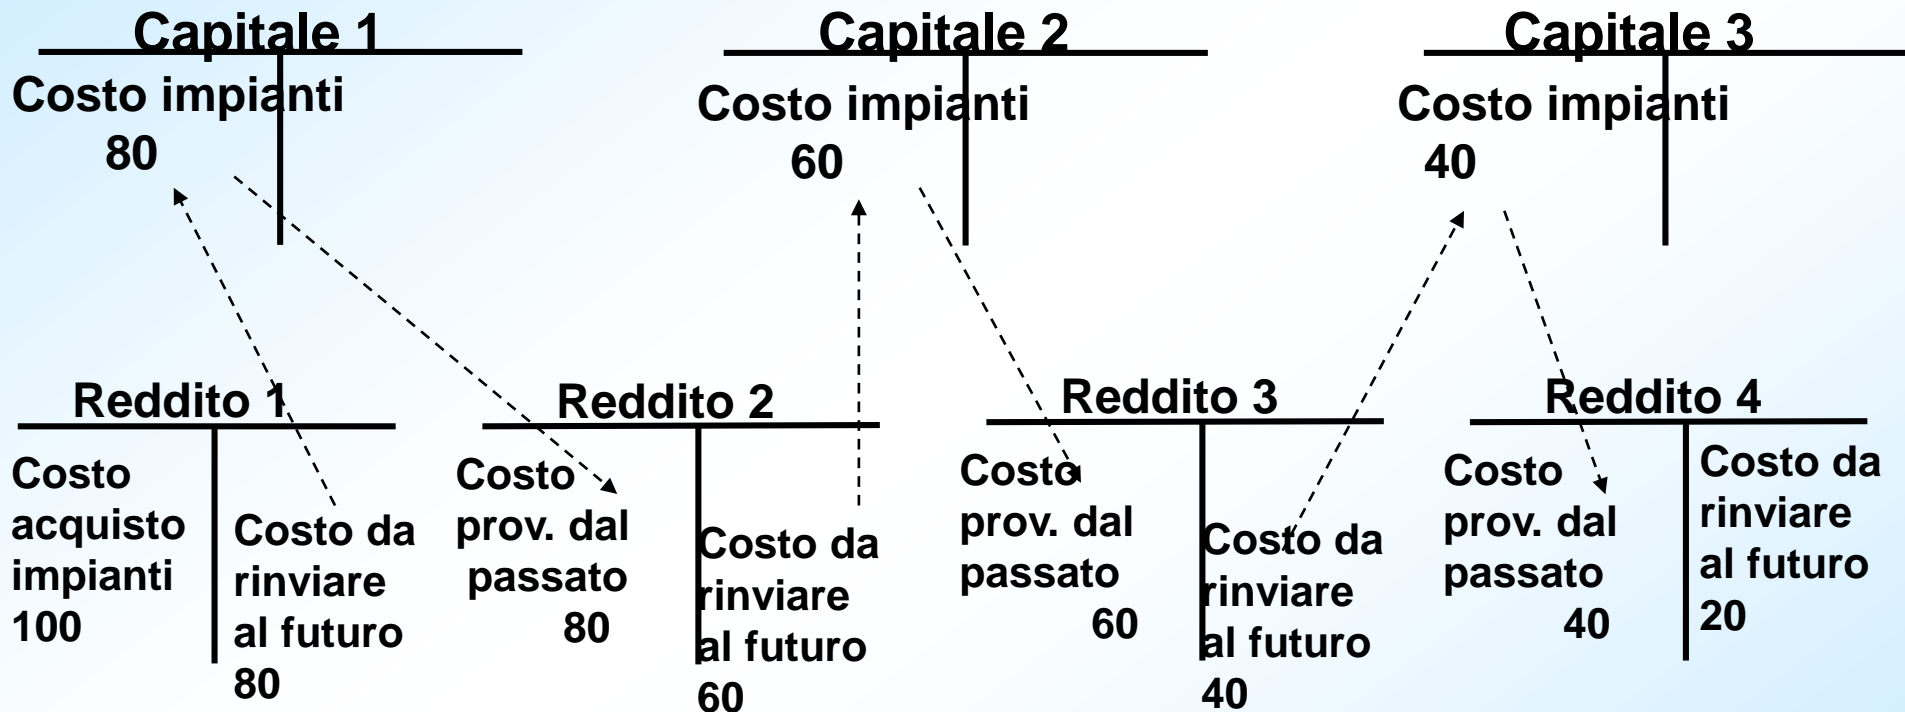 Capitale 1
Costo impianti
80
Capitale 2
Costo impianti
60
Capitale 3
Costo impianti
40
Reddito 1
Costo
acquisto
impianti
100
Costo da
rinviare
al futuro
80
Reddito 2
Costo
prov. dal
passato
80
Costo da
rinviare
al futuro
60
Reddito 3
Costo
prov. dal
passato
60
Costo da
rinviare
al futuro
40
Reddito 4
Costo
prov. dal
passato
40
Costo da
rinviare
al futuro
20